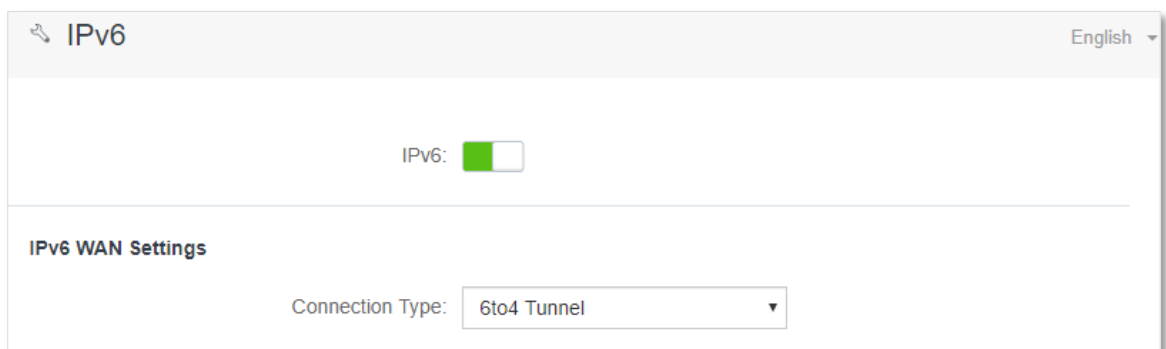 IPv6
English
IPv6:
IPv6 WAN Settings
Connection Type: 6to4 Tunnel